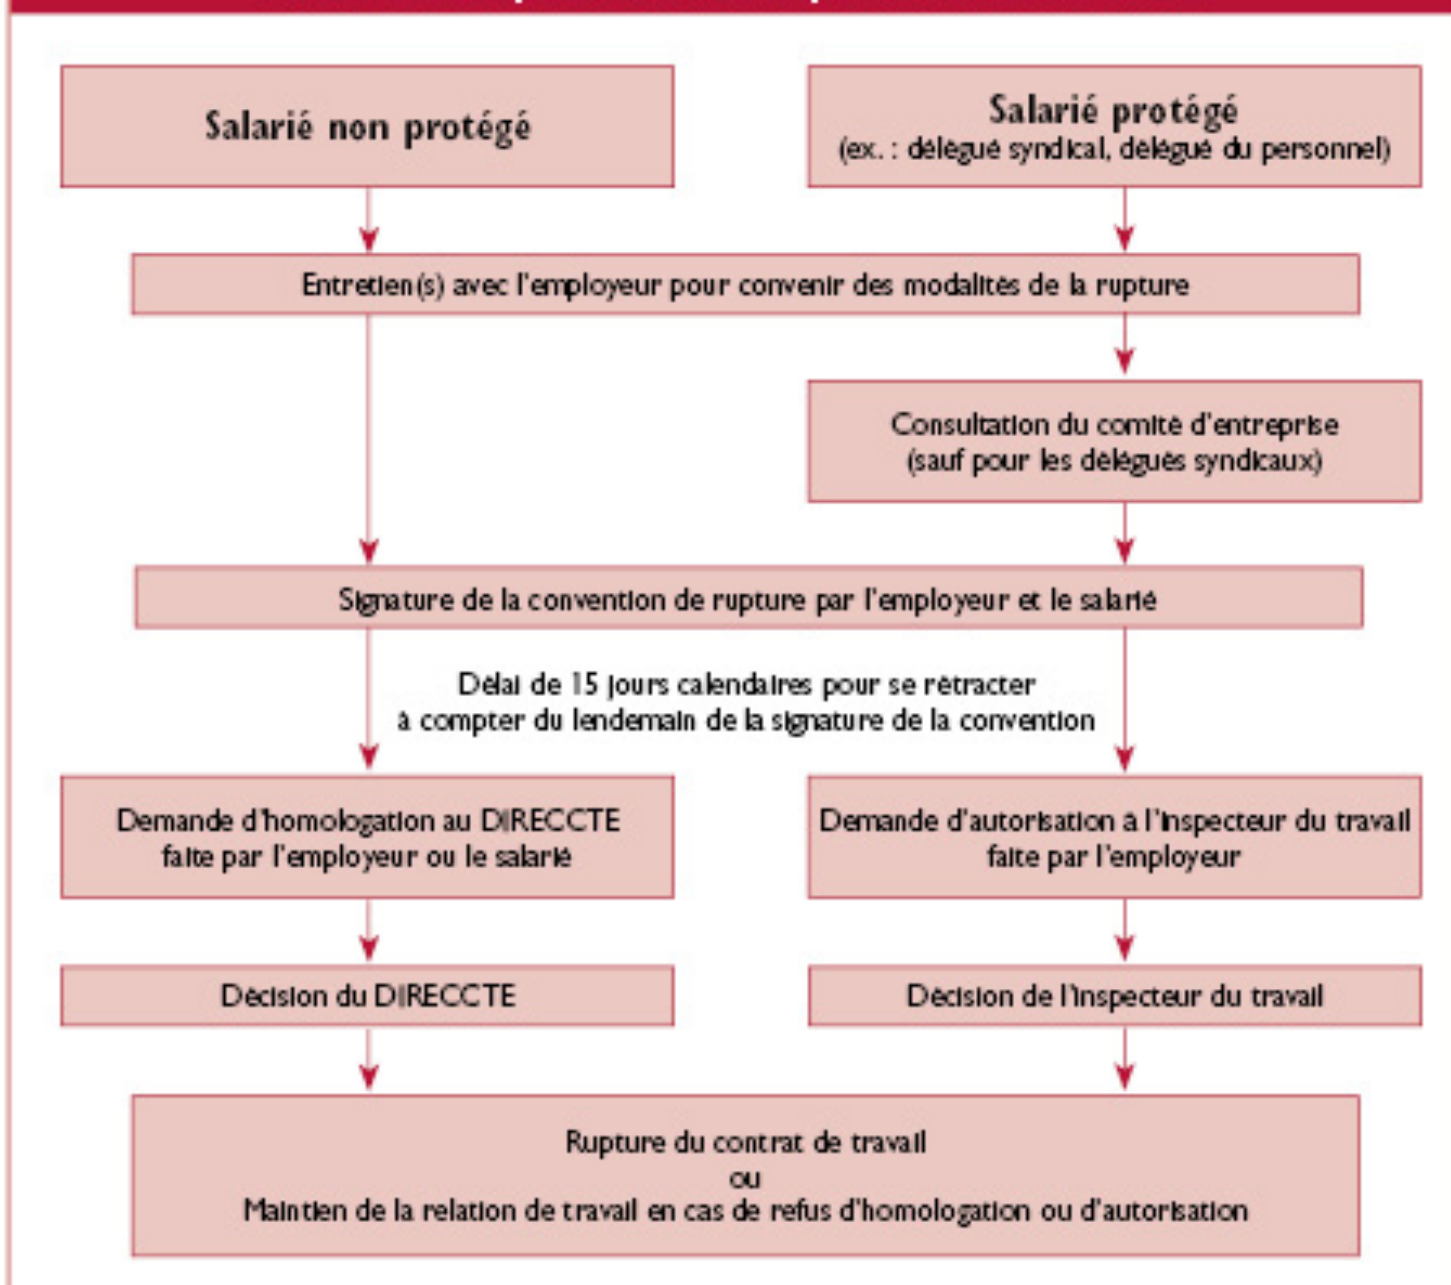 Salarié non protégé
Salarié protégé
(ex. : délégué syndical, délégué du personnel)
Entretien(s) avec l'employeur pour convenir des modalités de la rupture
Consultation du comité d'entreprise
(sauf pour les délégués syndicaux)
Signature de la convention de rupture par l'employeur et le salarié
Délai de 15 jours calendaires pour se rétracter
à compter du lendemain de la signature de la convention
Demande d'homologation au DIRECCTE
faite par l'employeur ou le salarié
Demande d'autorisation à l'inspecteur du travail
faite par l'employeur
Décision du DIRECCTE
Décision de l'inspecteur du travail
Rupture du contrat de travail
ou
Maintien de la relation de travail en cas de refus d'homologation ou d'autorisation